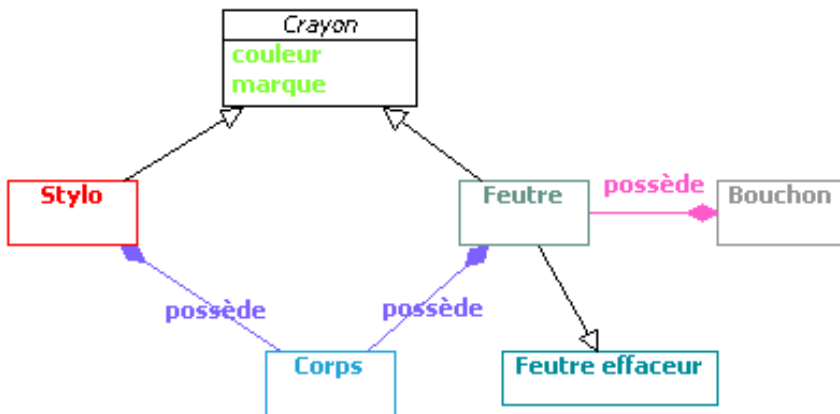 Crayon
couleur
marque
Stylo
Feutre
possède
Bouchon
possède
possède
Corps
Feutre effaceur